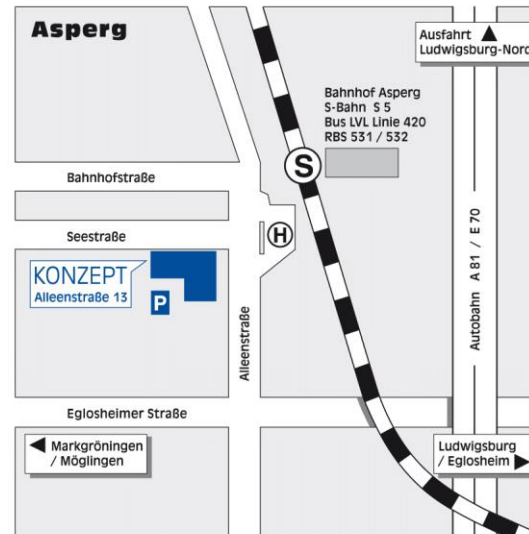 Asperg
Ausfahrt ▲
Ludwigsburg-Nord
Bahnhof Asperg
S-Bahn S 5
Bus LVL Linie 420
RBS 531 / 532
S
Bahnhofstraße
Seestraße
H
KONZEPT
Alleenstraße 13
P
Alleenstraße
Autobahn A 81 / E 70
Eglosheimer Straße
◀ Markgröningen
/ Möglingen
Ludwigsburg
/ Eglosheim ▶